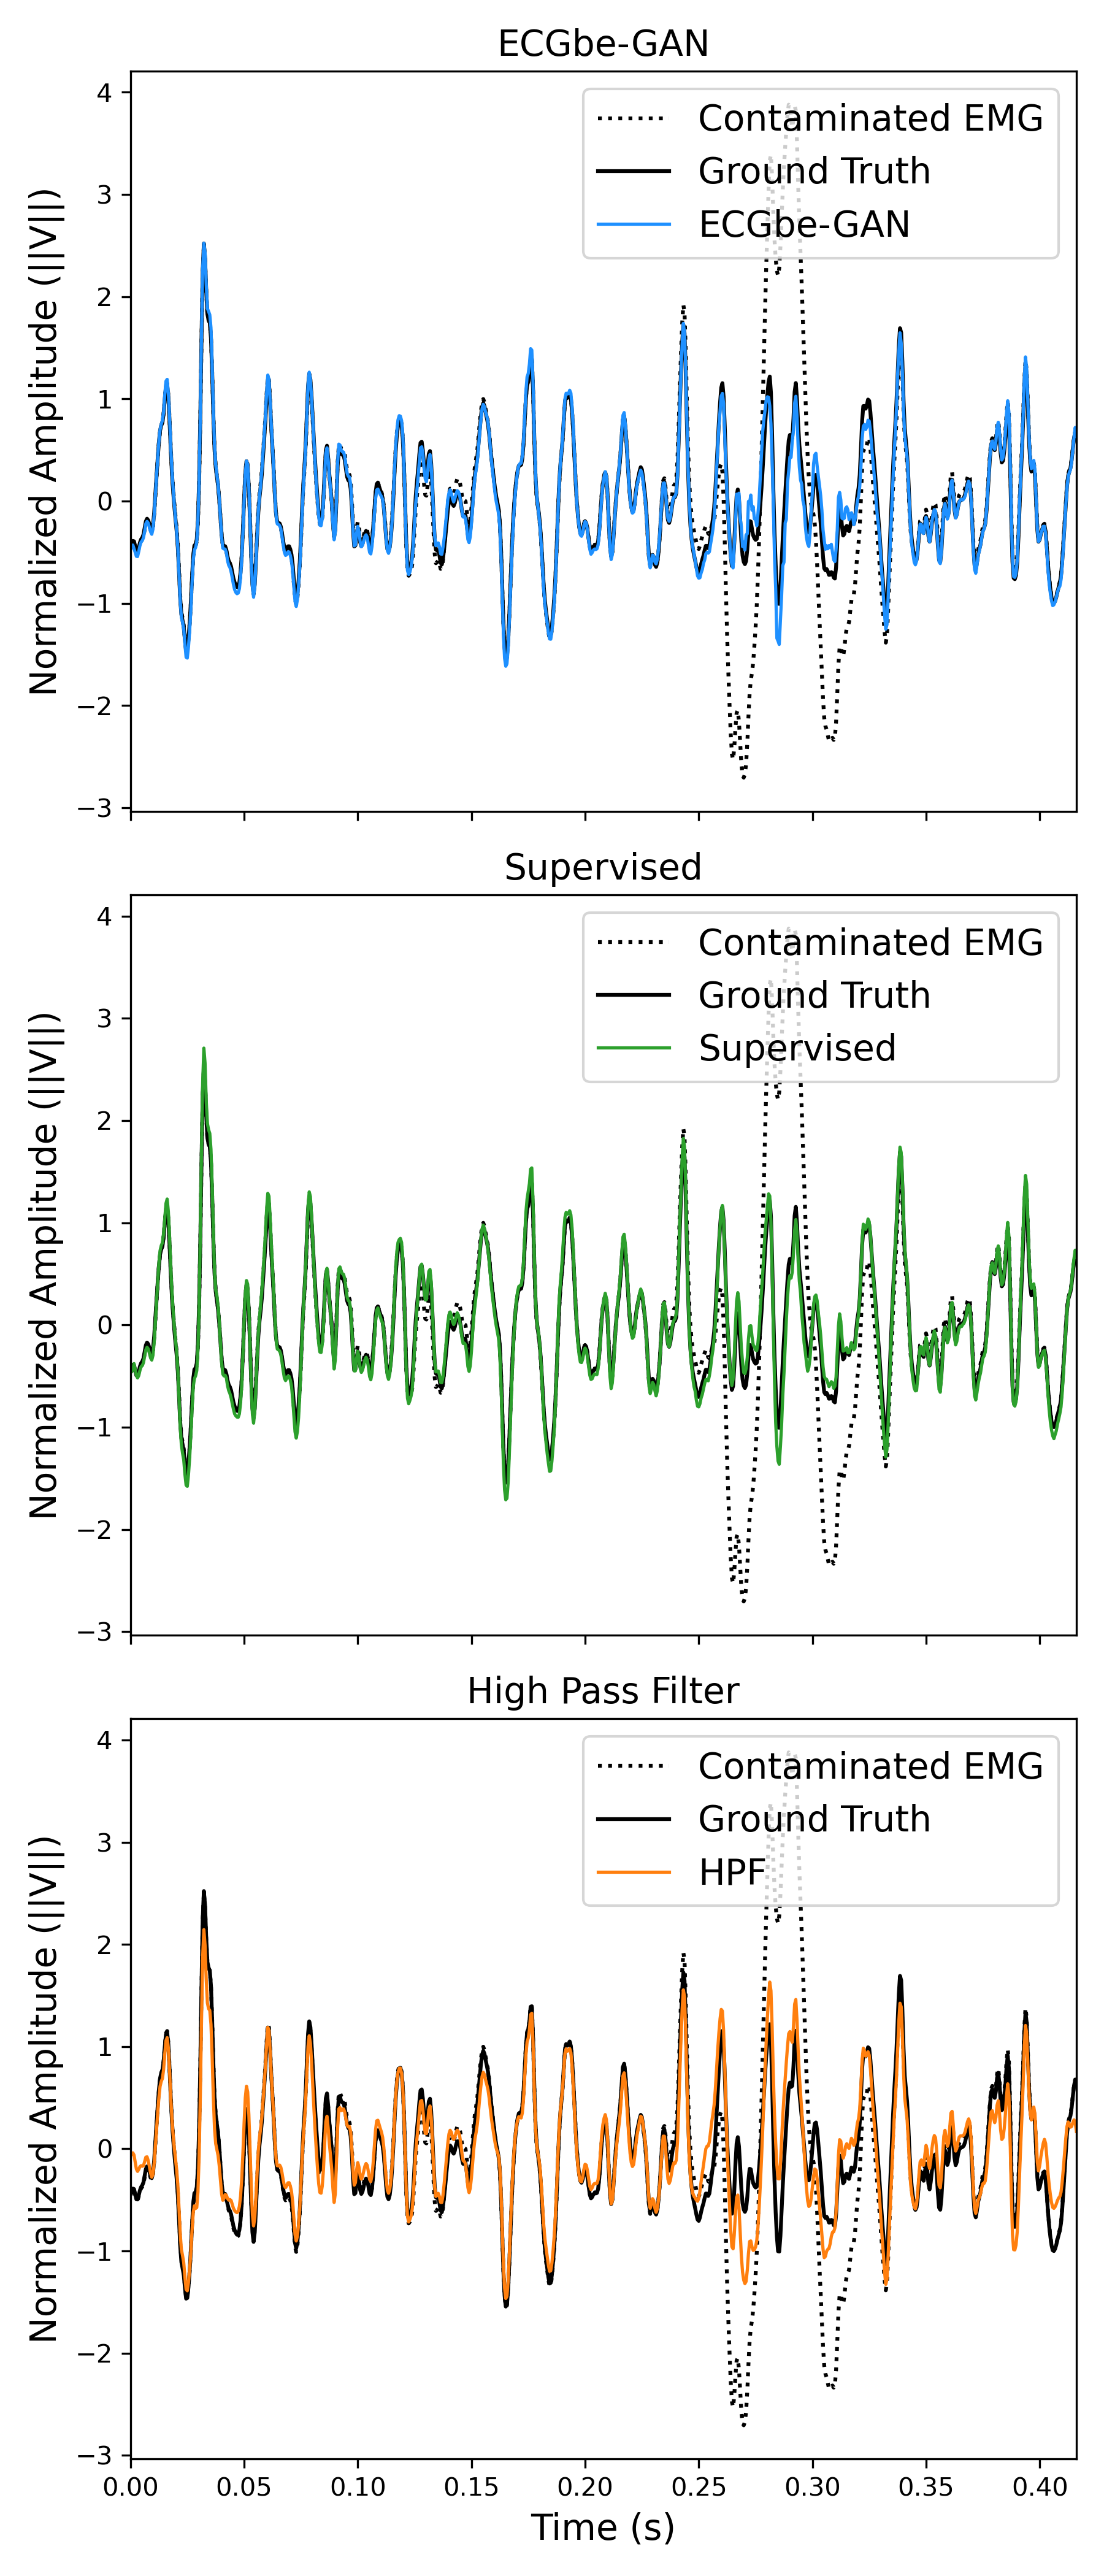 ECGbe-GAN
Normalized Amplitude (||V||)
4
3
2
1
0
−1
−2
−3
Contaminated EMG
Ground Truth
ECGbe-GAN
Supervised
Normalized Amplitude (||V||)
4
3
2
1
0
−1
−2
−3
Contaminated EMG
Ground Truth
Supervised
High Pass Filter
Normalized Amplitude (||V||)
4
3
2
1
0
−1
−2
−3
Contaminated EMG
Ground Truth
HPF
0.00 0.05 0.10 0.15 0.20 0.25 0.30 0.35 0.40
Time (s)